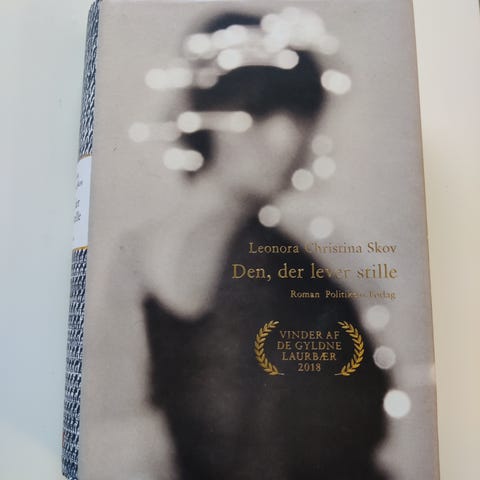 Leonora Christina Skov
Den, der lever stille
Roman Politikens Forlag
VINDER AF
DE GYLDNE
LAURBÆR
2018